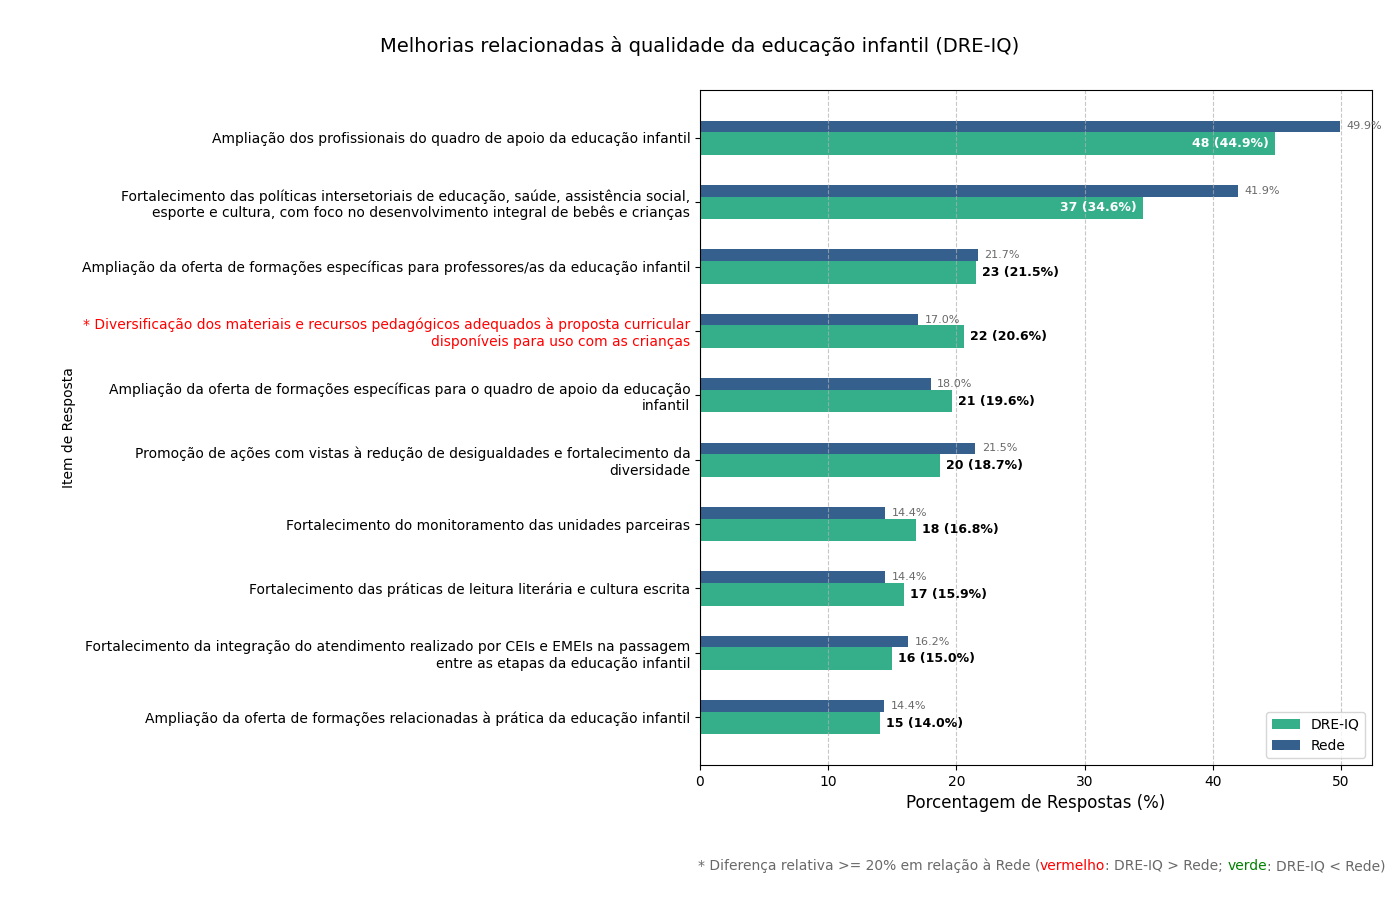 Melhorias relacionadas à qualidade da educação infantil (DRE-IQ)
Item de Resposta
Ampliação dos profissionais do quadro de apoio da educação infantil
49.9%
48 (44.9%)
Fortalecimento das políticas intersetoriais de educação, saúde, assistência social,
esporte e cultura, com foco no desenvolvimento integral de bebês e crianças
41.9%
37 (34.6%)
Ampliação da oferta de formações específicas para professores/as da educação infantil
21.7%
23 (21.5%)
* Diversificação dos materiais e recursos pedagógicos adequados à proposta curricular
disponíveis para uso com as crianças
17.0%
22 (20.6%)
Ampliação da oferta de formações específicas para o quadro de apoio da educação
infantil
18.0%
21 (19.6%)
Promoção de ações com vistas à redução de desigualdades e fortalecimento da
diversidade
21.5%
20 (18.7%)
Fortalecimento do monitoramento das unidades parceiras
14.4%
18 (16.8%)
Fortalecimento das práticas de leitura literária e cultura escrita
14.4%
17 (15.9%)
Fortalecimento da integração do atendimento realizado por CEIs e EMEIs na passagem
entre as etapas da educação infantil
16.2%
16 (15.0%)
Ampliação da oferta de formações relacionadas à prática da educação infantil
14.4%
15 (14.0%)
DRE-IQ
Rede
0 10 20 30 40 50
Porcentagem de Respostas (%)
* Diferença relativa >= 20% em relação à Rede (vermelho: DRE-IQ > Rede; verde: DRE-IQ < Rede)